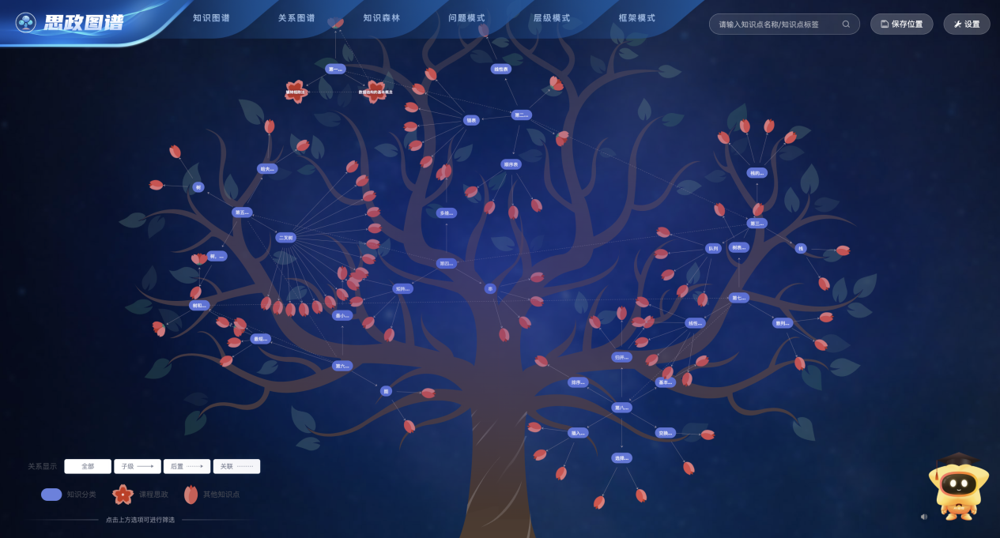 思政图谱
知识图谱
关系图谱
知识森林
问题模式
层级模式
框架模式
请输入知识点名称/知识点标签
保存位置
设置
第一...
线性表
数据结构的基本概念
第二...
链表
顺序表
哈夫...
树
栈的...
第五...
多维...
第三...
二叉树
队列
树表...
栈
树、...
第四...
矩阵...
串
第七...
树和...
最小...
线性...
散列...
最短...
归并...
第六...
排序...
基本...
图
第八...
插入...
交换...
选择...
关系显示
全部
子级
后置
关联
知识分类
课程思政
其他知识点
点击上方选项可进行筛选